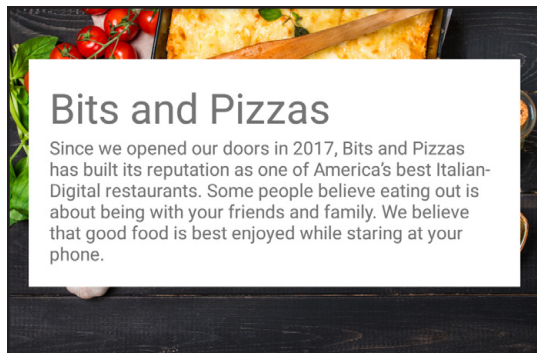 Bits and Pizzas
Since we opened our doors in 2017, Bits and Pizzas
has built its reputation as one of America’s best Italian-
Digital restaurants. Some people believe eating out is
about being with your friends and family. We believe
that good food is best enjoyed while staring at your
phone.